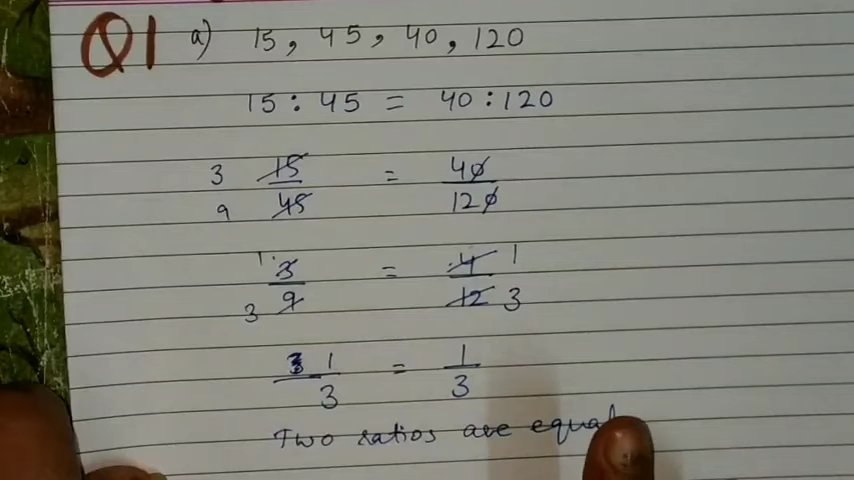 Q1 a) 15, 45, 40, 120
15 : 45 = 40 : 120
3 15 = 40
9 45 120
1 3 = 4 1
3 9 12 3
1 = 1
3 3
Two ratios are equal